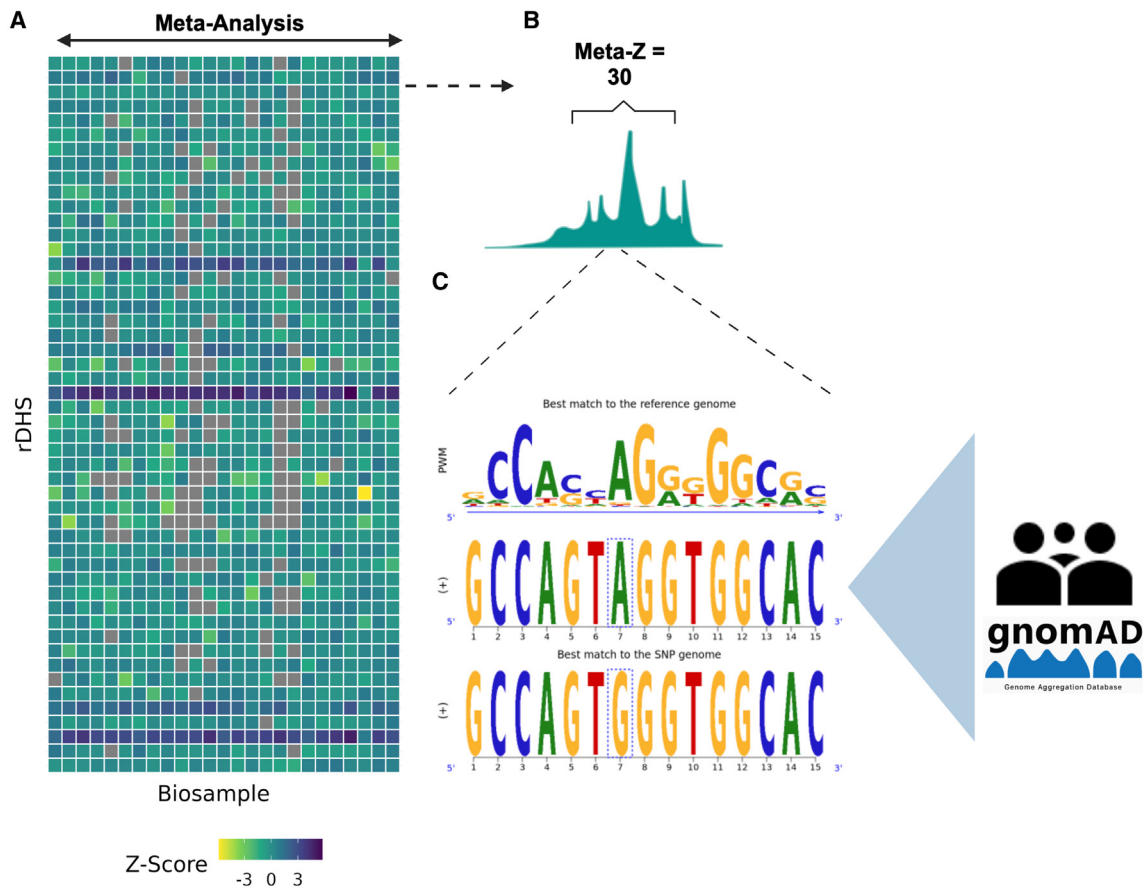 A
Meta-Analysis
rDHS
Biosample
Z-Score
-3 0 3
B
Meta-Z =
30
C
Best match to the reference genome
PWM
5'
3'
(+)
GCCAGTAGGTGGCAC
5'
1 2 3 4 5 6 7 8 9 10 11 12 13 14 15
3'
Best match to the SNP genome
(+)
GCCAGTGGGTGGCAC
5'
1 2 3 4 5 6 7 8 9 10 11 12 13 14 15
3'
gnomAD
Genome Aggregation Database